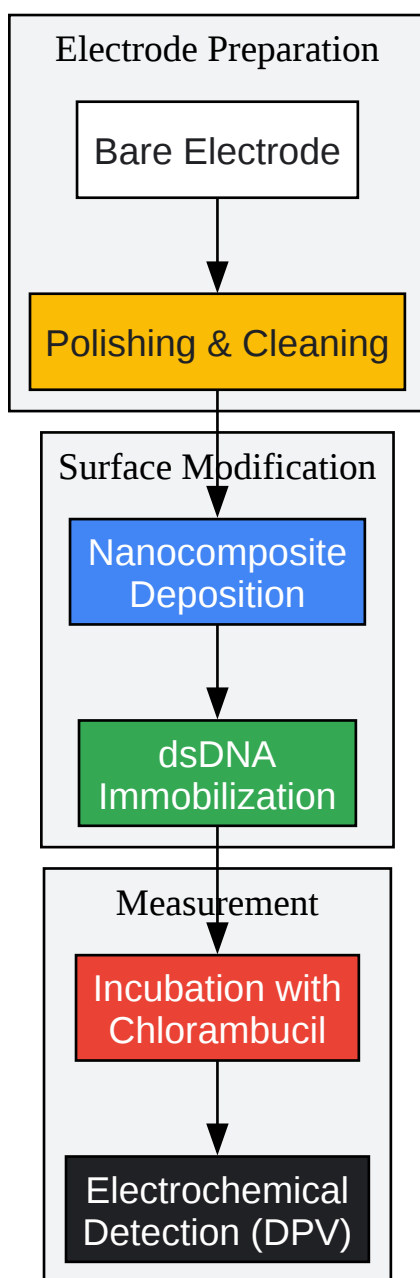 Electrode Preparation
Bare Electrode
Polishing & Cleaning
Surface Modification
Nanocomposite
Deposition
dsDNA
Immobilization
Measurement
Incubation with
Chlorambucil
Electrochemical
Detection (DPV)